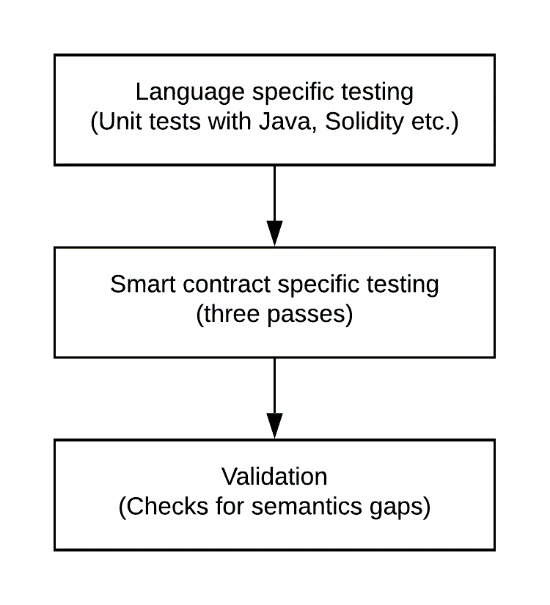 Language specific testing
(Unit tests with Java, Solidity etc.)
Smart contract specific testing
(three passes)
Validation
(Checks for semantics gaps)